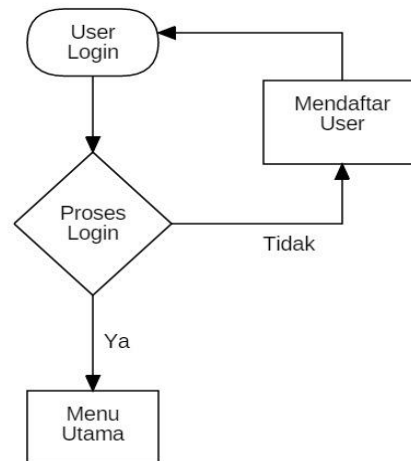 User
Login
Mendaftar
User
Proses
Login
Tidak
Ya
Menu
Utama